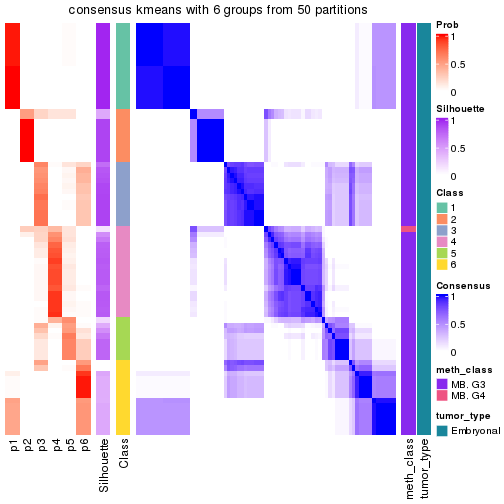 consensus kmeans with 6 groups from 50 partitions
Prob
1
0.5
0
Silhouette
1
0.5
0
Class
1
2
3
4
5
6
Consensus
1
0.5
0
meth_class
MB. G3
MB. G4
tumor_type
Embryonal
p1
p2
p3
p4
p5
p6
Silhouette
Class
meth_class
tumor_type